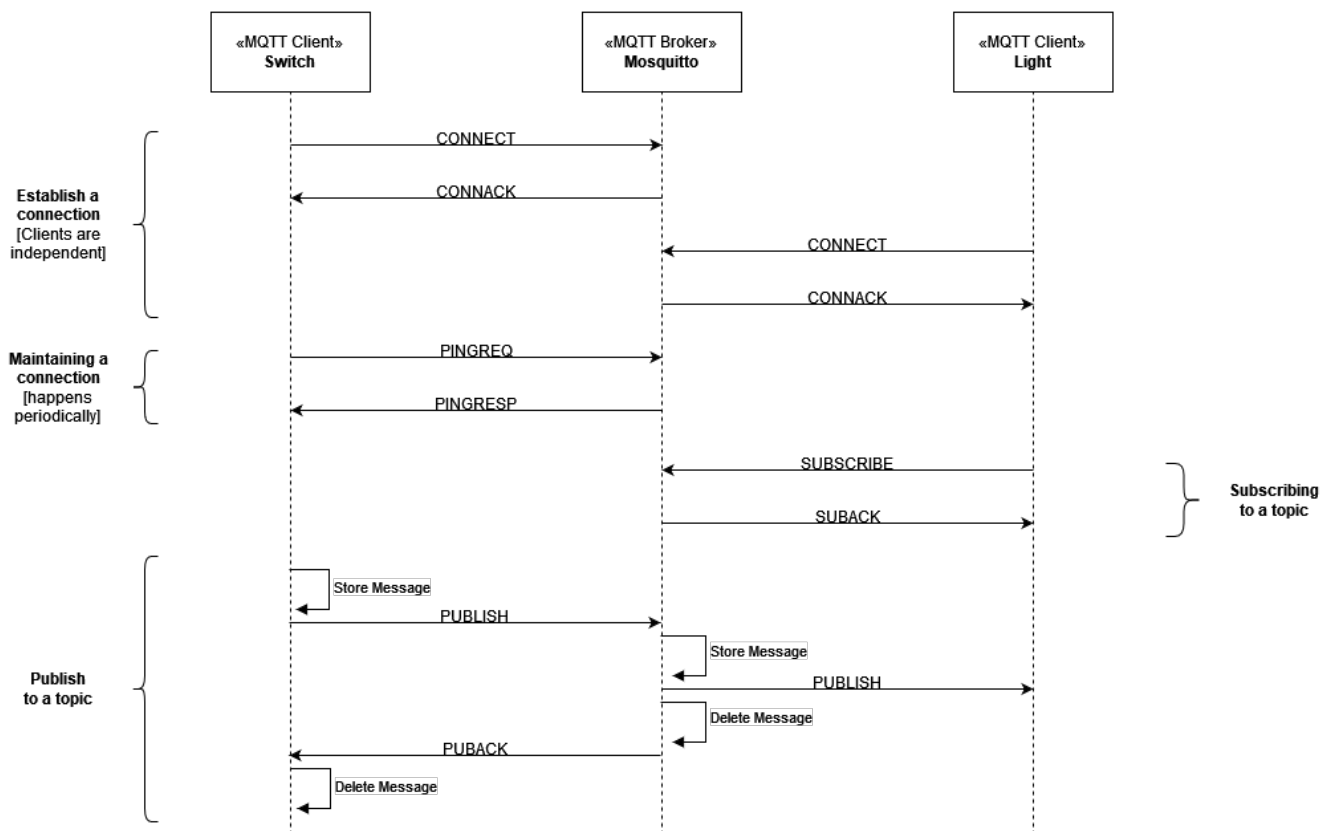 «MQTT Client»
Switch
«MQTT Broker»
Mosquitto
«MQTT Client»
Light
CONNECT
Establish a
connection
[Clients are
independent]
CONNACK
CONNECT
CONNACK
Maintaining a
connection
[happens
periodically]
PINGREQ
PINGRESP
SUBSCRIBE
Subscribing
to a topic
SUBACK
Store Message
PUBLISH
Store Message
Publish
to a topic
PUBLISH
Delete Message
PUBACK
Delete Message